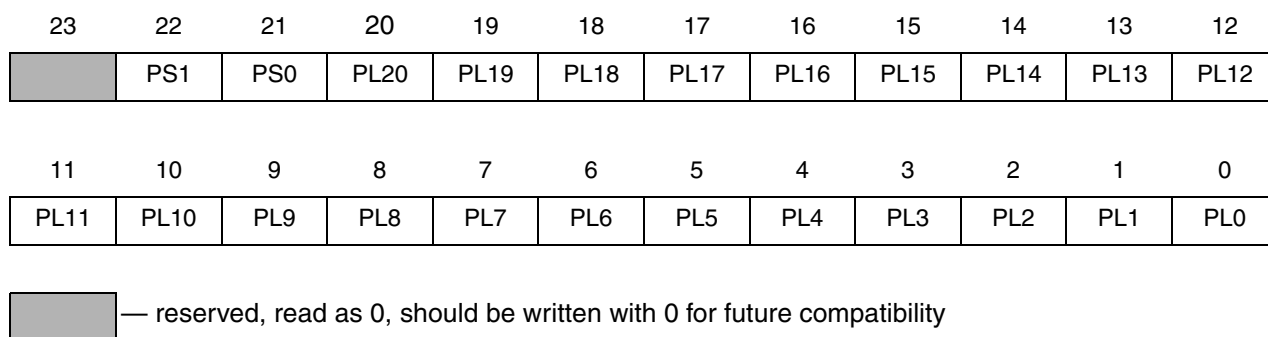 23 22 21 20 19 18 17 16 15 14 13 12
PS1 PS0 PL20 PL19 PL18 PL17 PL16 PL15 PL14 PL13 PL12
11 10 9 8 7 6 5 4 3 2 1 0
PL11 PL10 PL9 PL8 PL7 PL6 PL5 PL4 PL3 PL2 PL1 PL0
— reserved, read as 0, should be written with 0 for future compatibility